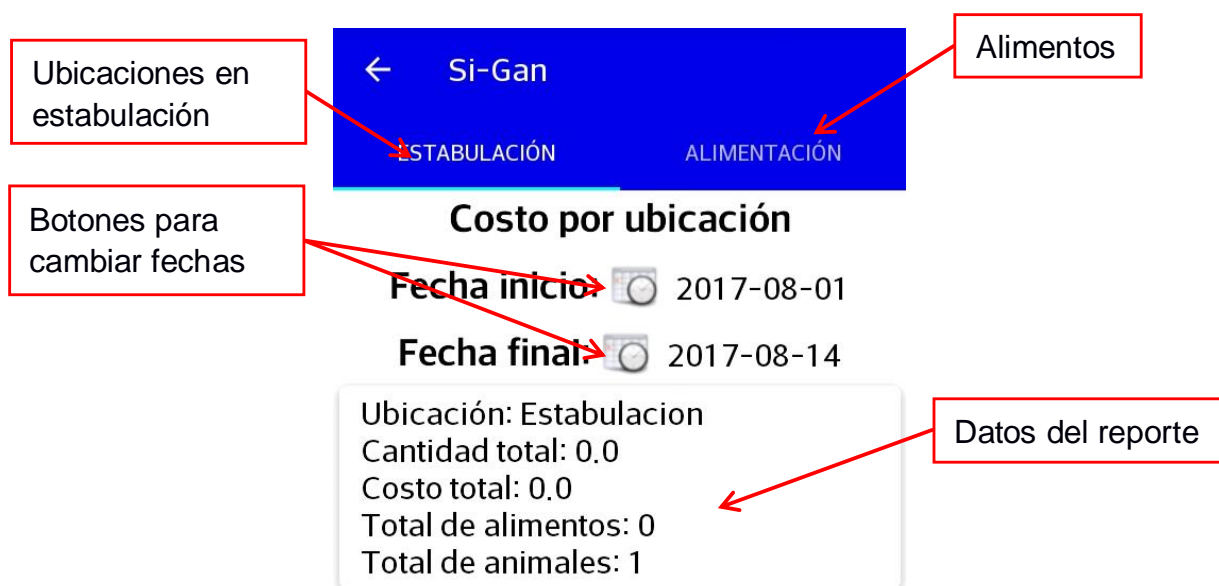 Ubicaciones en
estabulación
Si-Gan
Alimentos
ESTABULACIÓN
ALIMENTACIÓN
Botones para
cambiar fechas
Costo por ubicación
Fecha inicio: 2017-08-01
Fecha final: 2017-08-14
Ubicación: Estabulacion
Cantidad total: 0.0
Costo total: 0.0
Total de alimentos: 0
Total de animales: 1
Datos del reporte